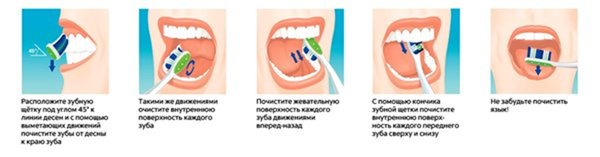 45°
Расположите зубную
щётку под углом 45° к
линии десен и с помощью
выметающих движений
почистите зубы от десны
к краю зуба
Такими же движениями
очистите внутреннюю
поверхность каждого
зуба
Почистите жевательную
поверхность каждого
зуба движениями
вперед-назад
С помощью кончика
зубной щетки почистите
внутреннюю поверх-
ность каждого переднего
зуба сверху и снизу
Не забудьте почистить
язык!